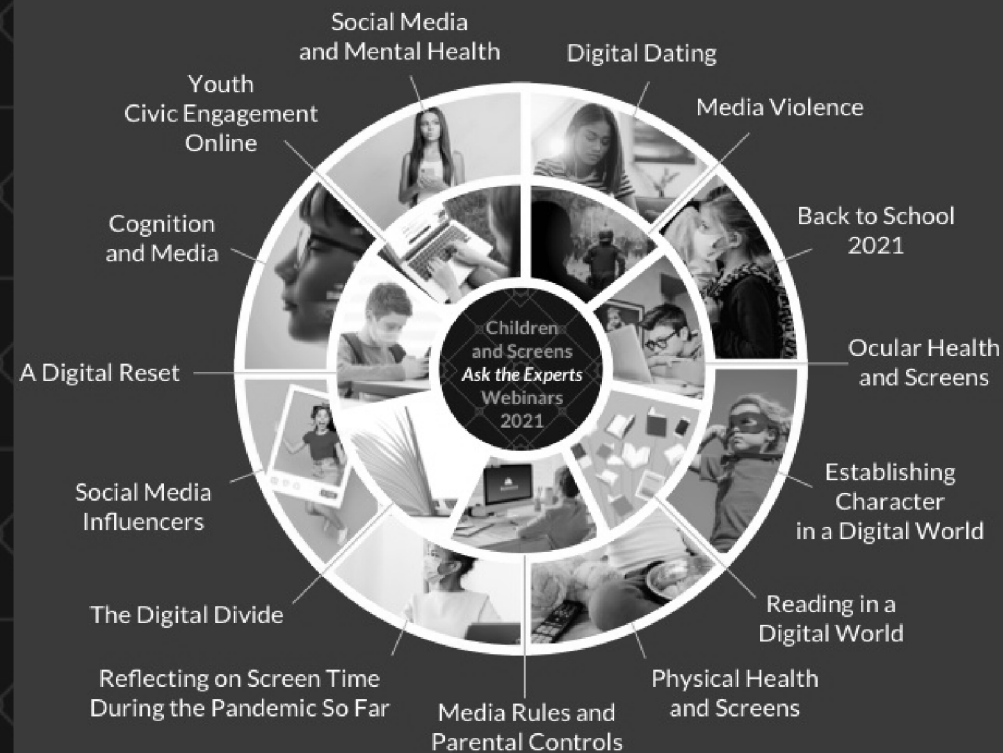 Social Media
and Mental Health
Digital Dating
Youth
Civic Engagement
Online
Media Violence
Cognition
and Media
Back to School
2021
Children
and Screens
Ask the Experts
Webinars
2021
A Digital Reset
Ocular Health
and Screens
Social Media
Influencers
Establishing
Character
in a Digital World
The Digital Divide
Reading in a
Digital World
Reflecting on Screen Time
During the Pandemic So Far
Physical Health
and Screens
Media Rules and
Parental Controls